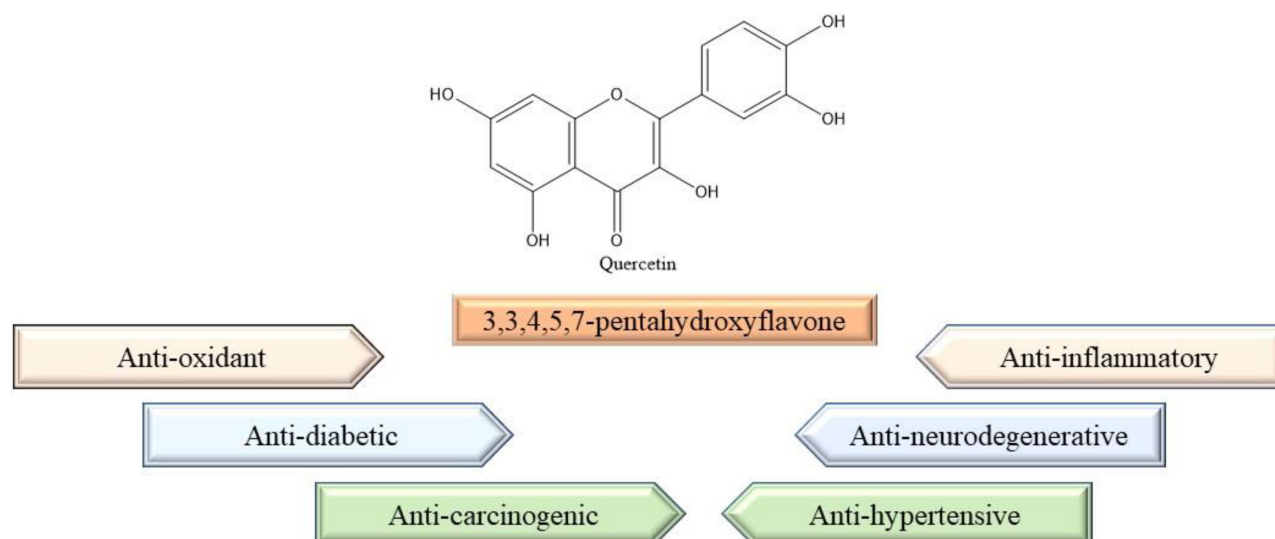 OH
HO
O
OH
OH
OH
O
Quercetin
3,3,4,5,7-pentahydroxyflavone
Anti-oxidant
Anti-inflammatory
Anti-diabetic
Anti-neurodegenerative
Anti-carcinogenic
Anti-hypertensive